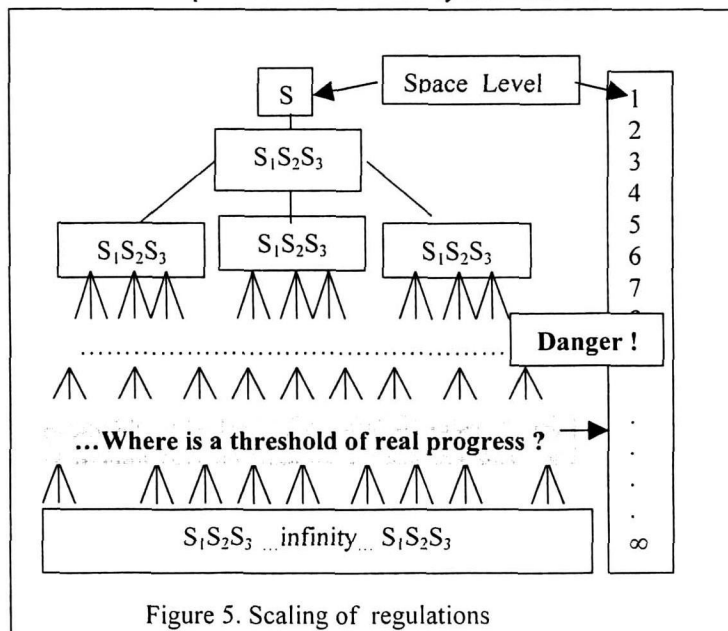 Space Level
S
1
2
3
4
5
6
7
S₁S₂S₃
S₁S₂S₃ S₁S₂S₃ S₁S₂S₃
Danger !
...Where is a threshold of real progress ?
S₁S₂S₃ ...infinity... S₁S₂S₃
∞
Figure 5. Scaling of regulations